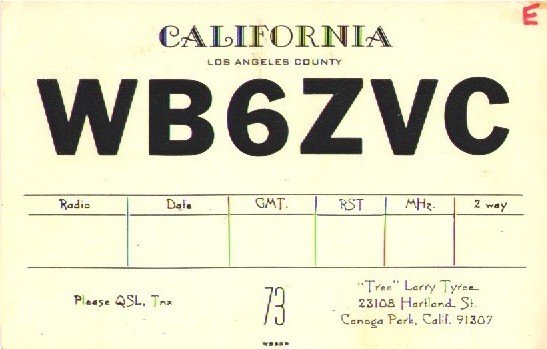 E
CALIFORNIA
LOS ANGELES COUNTY
WB6ZVC
Radio Date GMT. RST MHz. 2 way
Please QSL, Tnx
73
"Tree" Larry Tyree
23108 Hartland St.
Canoga Park, Calif. 91307